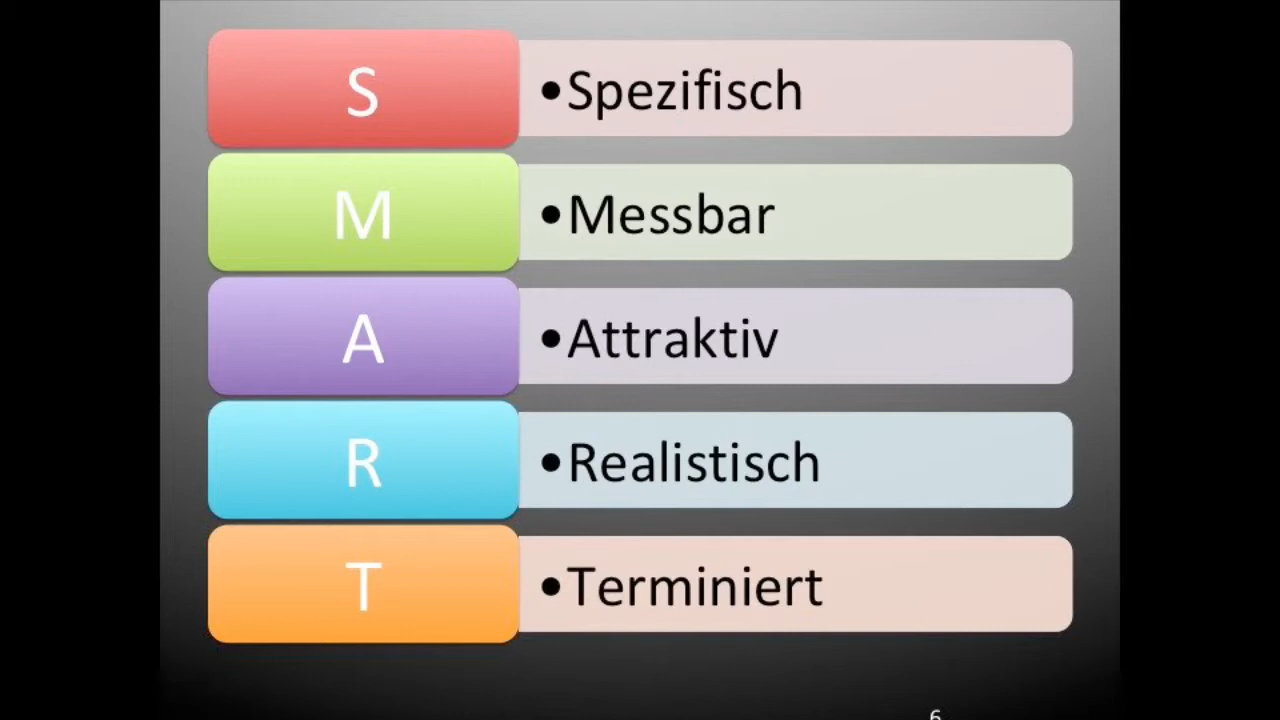 S
•Spezifisch
M
•Messbar
A
•Attraktiv
R
•Realistisch
T
•Terminiert
6